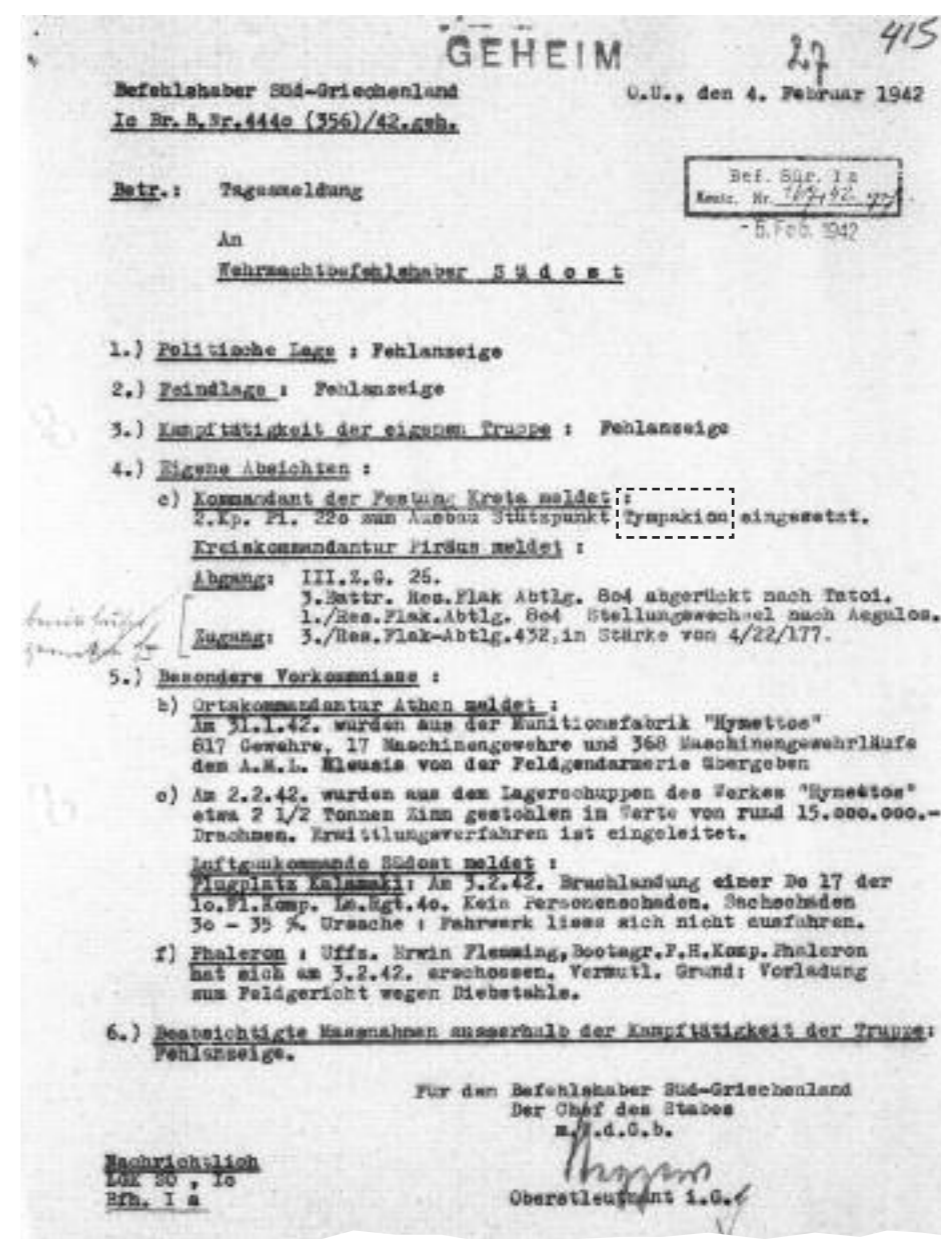 GEHEIM
27 415
Befehlshaber Süd-Griechenland O.U., den 4. Februar 1942
Ic Br.B.Nr.444o (356)/42.geh.
Bef. Sgr. Ia
Betr.: Tagesmeldung
- 5. Feb. 1942
An
Wehrmachtbefehlshaber S ü d o s t
1.) Politische Lage : Fehlanzeige
2.) Feindlage : Fehlanzeige
3.) Kampftätigkeit der eigenen Truppe : Fehlanzeige
4.) Eigene Absichten :
c) Kommandant der Festung Kreta meldet :
2.Kp. Pi. 22o zum Ausbau Stützpunkt Tympakion eingesetzt.
Kreiskommandantur Piräus meldet :
Abgang: III.Z.G. 26.
3.Battr. Res.Flak Abtlg. 8o4 abgerückt nach Tatoi.
1./Res.Flak.Abtlg. 8o4 Stellungswechsel nach Aegalos.
Zugang: 3./Res.Flak-Abtlg.432,in Stärke von 4/22/177.
5.) Besondere Vorkommnisse :
b) Ortskommandantur Athen meldet :
Am 31.1.42. wurden aus der Munitionsfabrik "Hymettos"
617 Gewehre, 17 Maschinengewehre und 368 Maschinengewehrläufe
den A.M.L. Eleusis von der Feldgendarmerie übergeben
c) Am 2.2.42. wurden aus dem Lagerschuppen des Werkes "Hymettos"
etwa 2 1/2 Tonnen Zinn gestohlen im Werte von rund 15.ooo.ooo.-
Drachmen. Ermittlungsverfahren ist eingeleitet.
Luftgaukommando Südost meldet :
Flugplatz Kalamaki: Am 3.2.42. Bruchlandung einer Do 17 der
1o.Fl.Komp. Ln.Rgt.4o. Kein Personenschaden. Sachschaden
3o - 35 %. Ursache : Fahrwerk liess sich nicht ausfahren.
f) Phaleron : Uffs. Erwin Flemming,Bootsgr.F.H.Komp.Phaleron
hat sich am 3.2.42. erschossen. Vermutl. Grund: Vorladung
zum Feldgericht wegen Diebstahls.
6.) Beabsichtigte Massnahmen ausserhalb der Kampftätigkeit der Truppe:
Fehlanzeige.
Für den Befehlshaber Süd-Griechenland
Der Chef des Stabes
m.d.G.b.
Nachrichtlich
LGK SO , Ic
Bfh. I a
Oberstleutnant i.G.